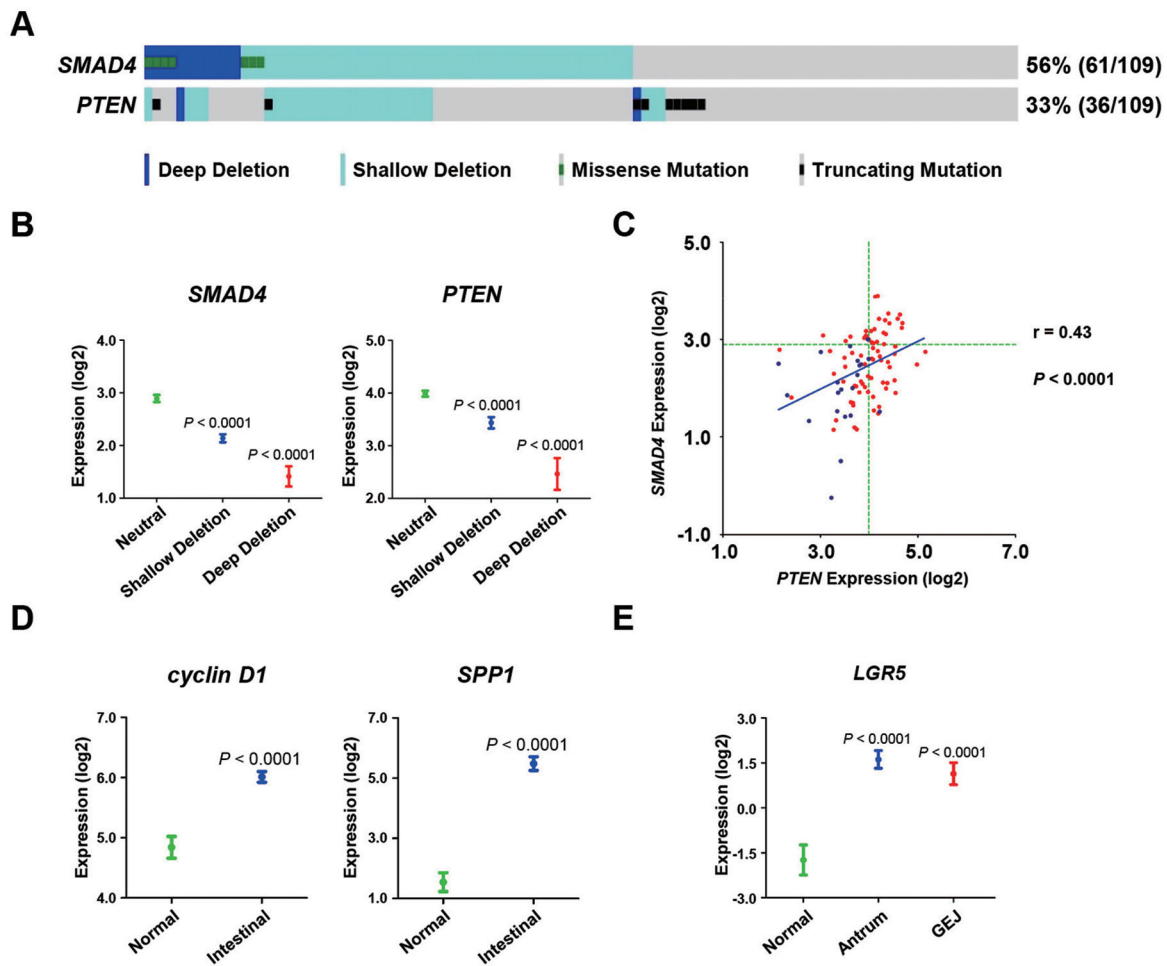 A
SMAD4 56% (61/109)
PTEN 33% (36/109)
Deep Deletion Shallow Deletion Missense Mutation Truncating Mutation
B
SMAD4
Expression (log2)
4.0
3.0
2.0
1.0
P < 0.0001
P < 0.0001
Neutral
Shallow Deletion
Deep Deletion
PTEN
Expression (log2)
5.0
4.0
3.0
2.0
P < 0.0001
P < 0.0001
Neutral
Shallow Deletion
Deep Deletion
C
SMAD4 Expression (log2)
5.0
3.0
1.0
-1.0
1.0 3.0 5.0 7.0
PTEN Expression (log2)
r = 0.43
P < 0.0001
D
cyclin D1
Expression (log2)
7.0
6.0
5.0
4.0
P < 0.0001
Normal
Intestinal
SPP1
Expression (log2)
7.0
5.0
3.0
1.0
P < 0.0001
Normal
Intestinal
E
LGR5
Expression (log2)
3.0
1.5
0.0
-1.5
-3.0
P < 0.0001
P < 0.0001
Normal
Antrum
GEJ